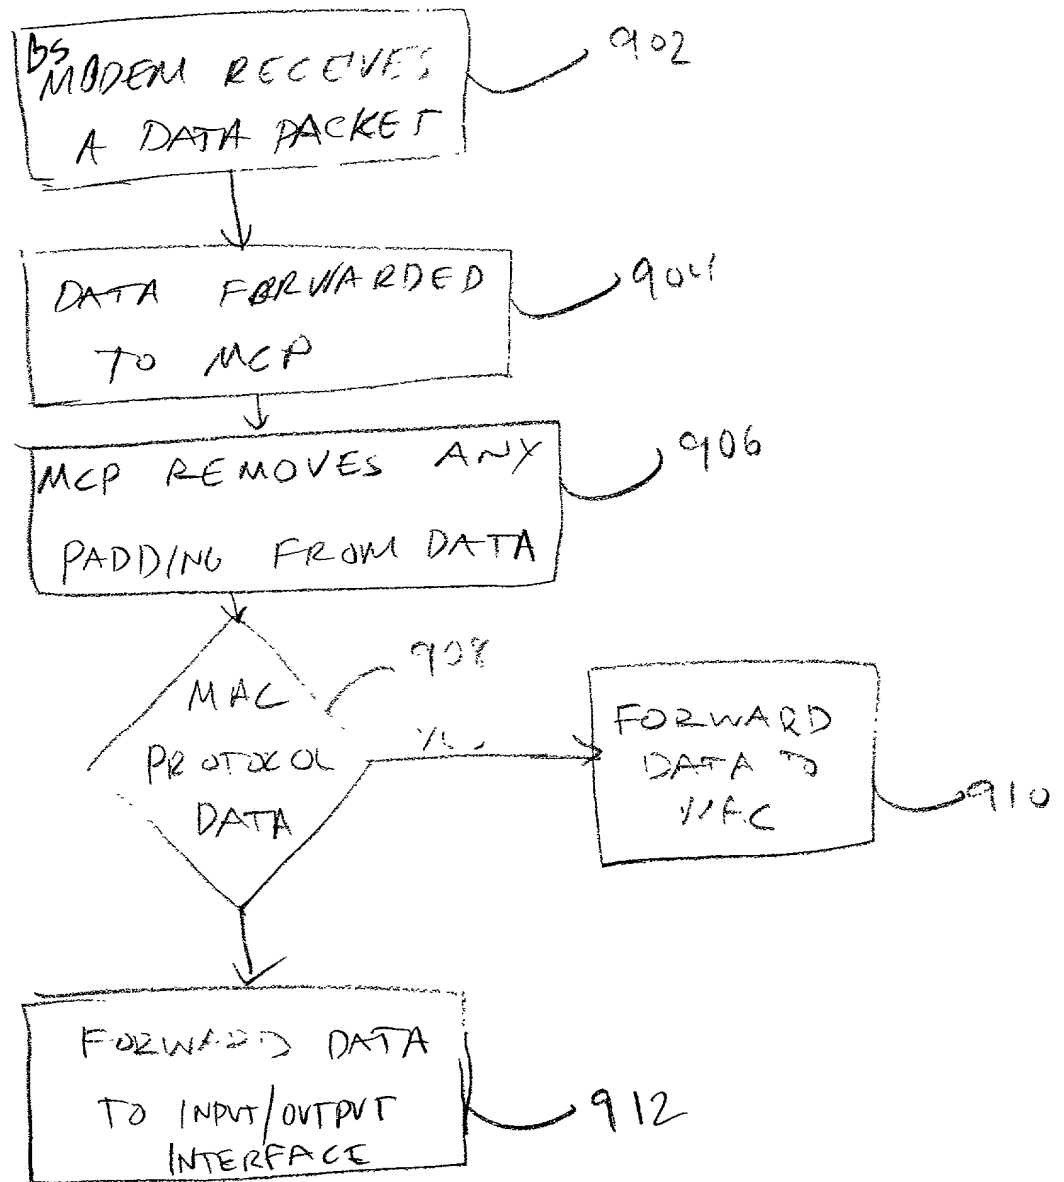 BS
MODEM RECEIVES
A DATA PACKET
902
DATA FORWARDED
TO MCP
904
MCP REMOVES ANY
PADDING FROM DATA
906
MAC
PROTOCOL
DATA
908
FORWARD
DATA TO
910
FORWARD DATA
TO INPUT/OUTPUT
INTERFACE
912